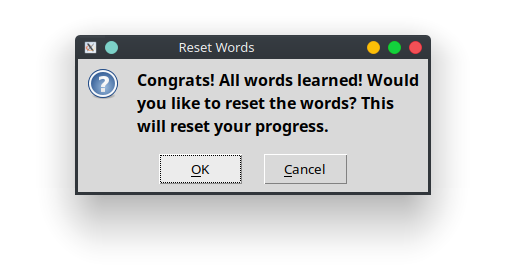 Reset Words
Congrats! All words learned! Would
you like to reset the words? This
will reset your progress.
OK
Cancel